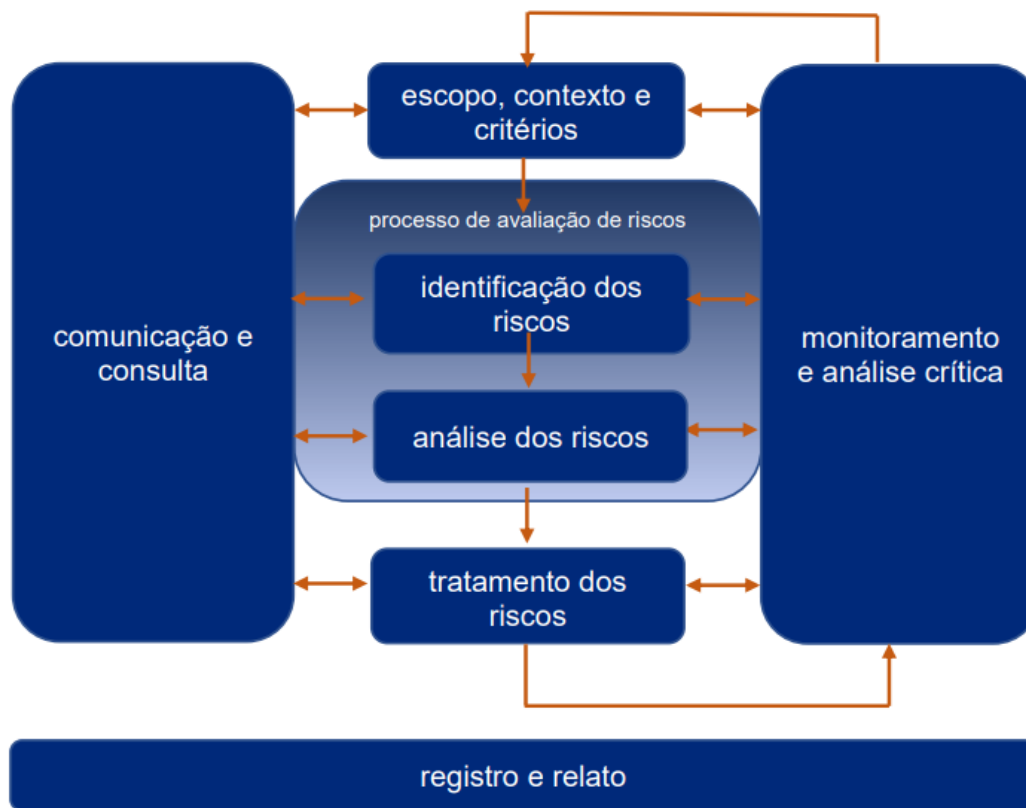 escopo, contexto e
critérios
processo de avaliação de riscos
identificação dos
riscos
comunicação e
consulta
monitoramento
e análise crítica
análise dos riscos
tratamento dos
riscos
registro e relato